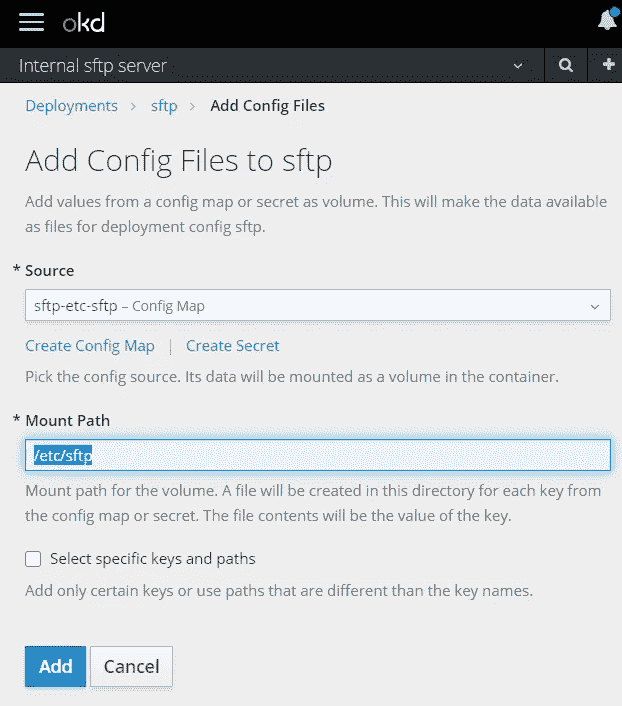 okd
Internal sftp server
Deployments > sftp > Add Config Files
Add Config Files to sftp
Add values from a config map or secret as volume. This will make the data available
as files for deployment config sftp.
* Source
sftp-etc-sftp – Config Map
Create Config Map | Create Secret
Pick the config source. Its data will be mounted as a volume in the container.
* Mount Path
/etc/sftp
Mount path for the volume. A file will be created in this directory for each key from
the config map or secret. The file contents will be the value of the key.
Select specific keys and paths
Add only certain keys or use paths that are different than the key names.
Add Cancel